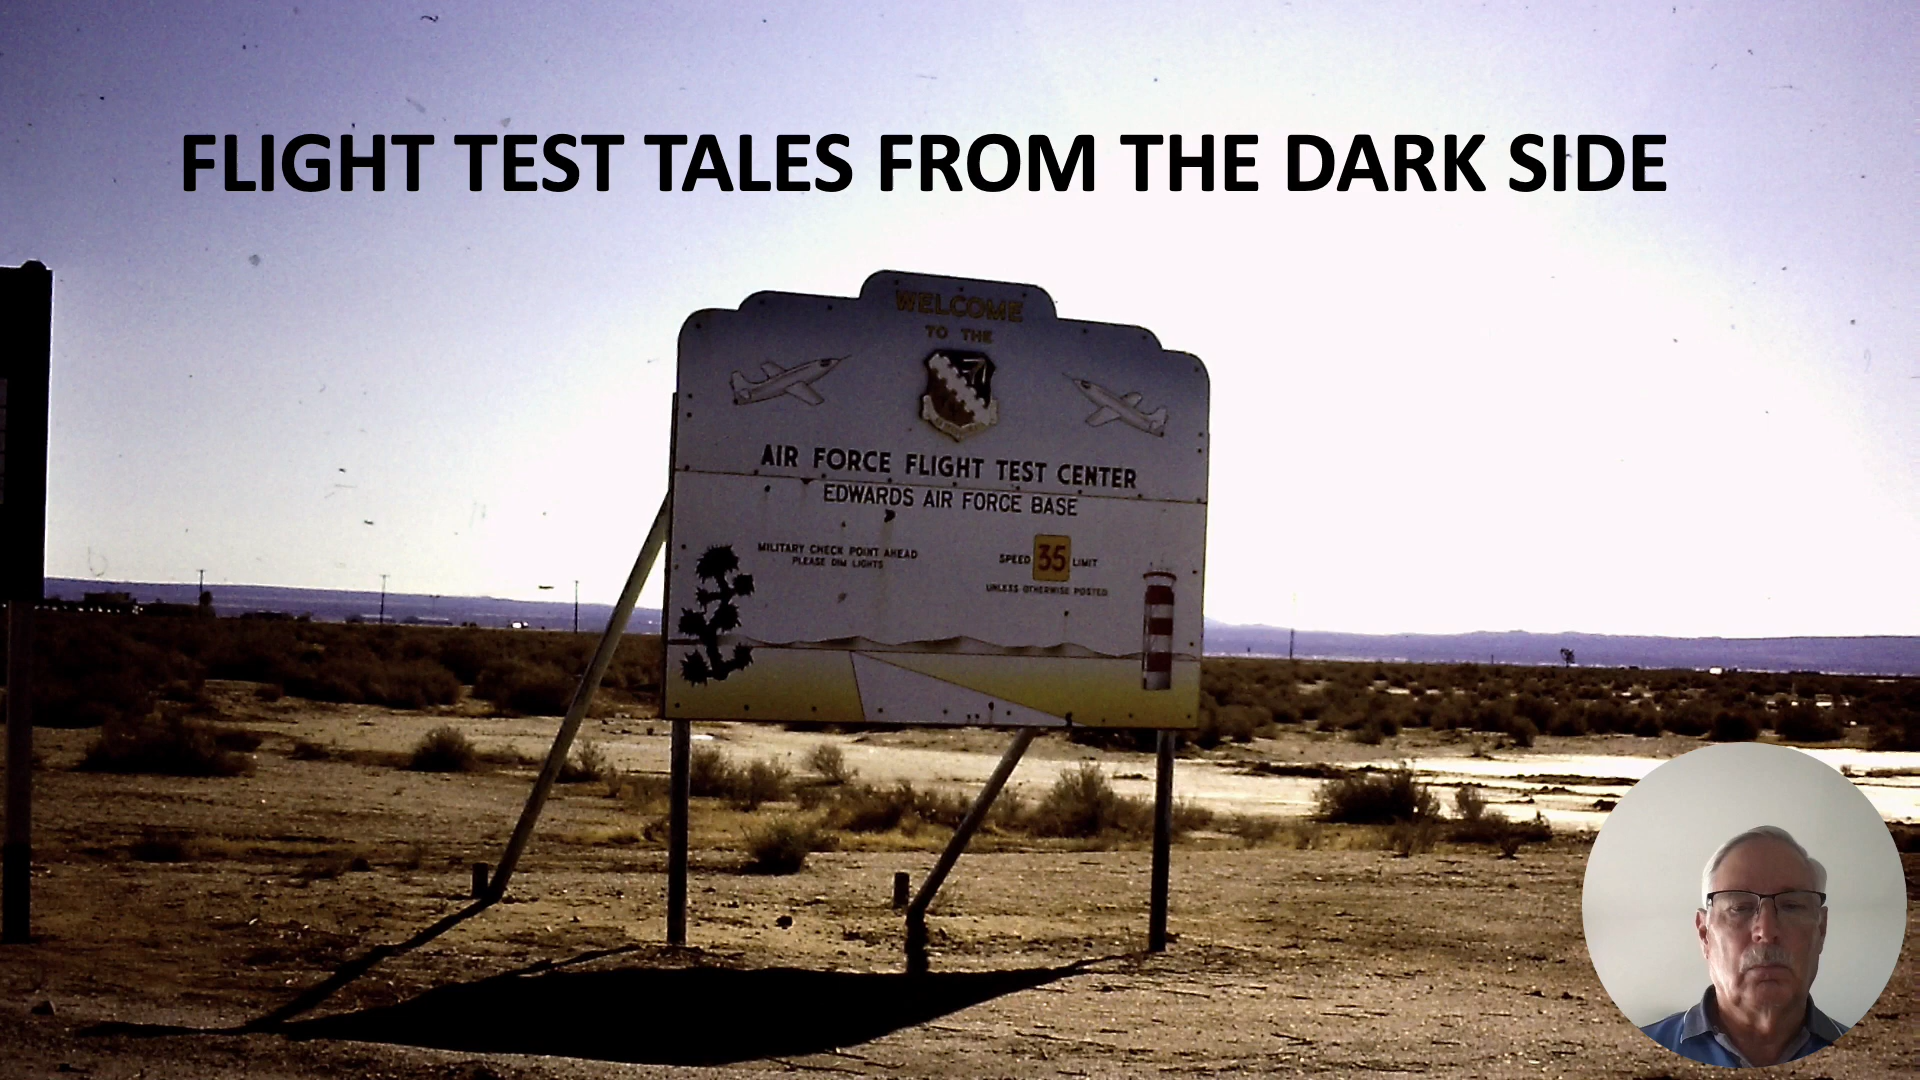 FLIGHT TEST TALES FROM THE DARK SIDE
WELCOME
TO THE
AIR FORCE FLIGHT TEST CENTER
EDWARDS AIR FORCE BASE
MILITARY CHECK POINT AHEAD
PLEASE DIM LIGHTS
SPEED 35 LIMIT
UNLESS OTHERWISE POSTED